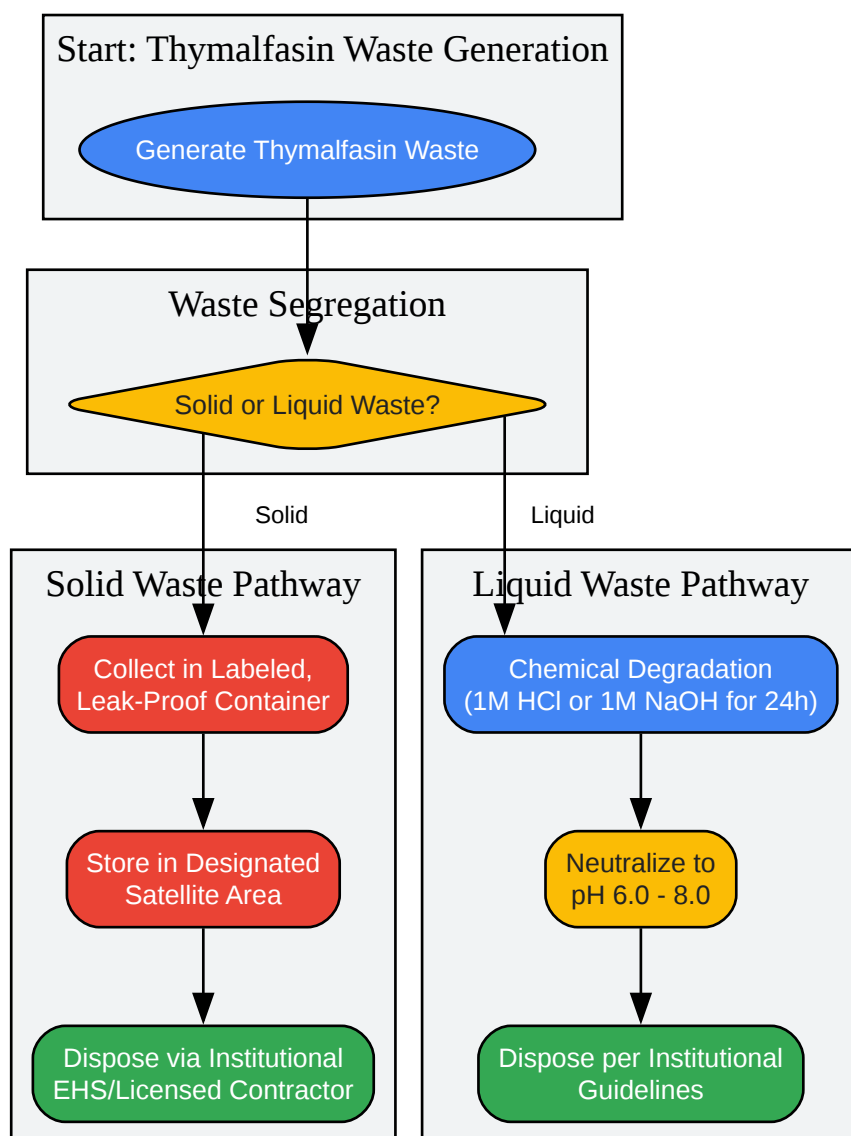 Start: Thymalfasin Waste Generation
Generate Thymalfasin Waste
Waste Segregation
Solid or Liquid Waste?
Solid
Liquid
Solid Waste Pathway
Collect in Labeled,
Leak-Proof Container
Store in Designated
Satellite Area
Dispose via Institutional
EHS/Licensed Contractor
Liquid Waste Pathway
Chemical Degradation
(1M HCl or 1M NaOH for 24h)
Neutralize to
pH 6.0 - 8.0
Dispose per Institutional
Guidelines